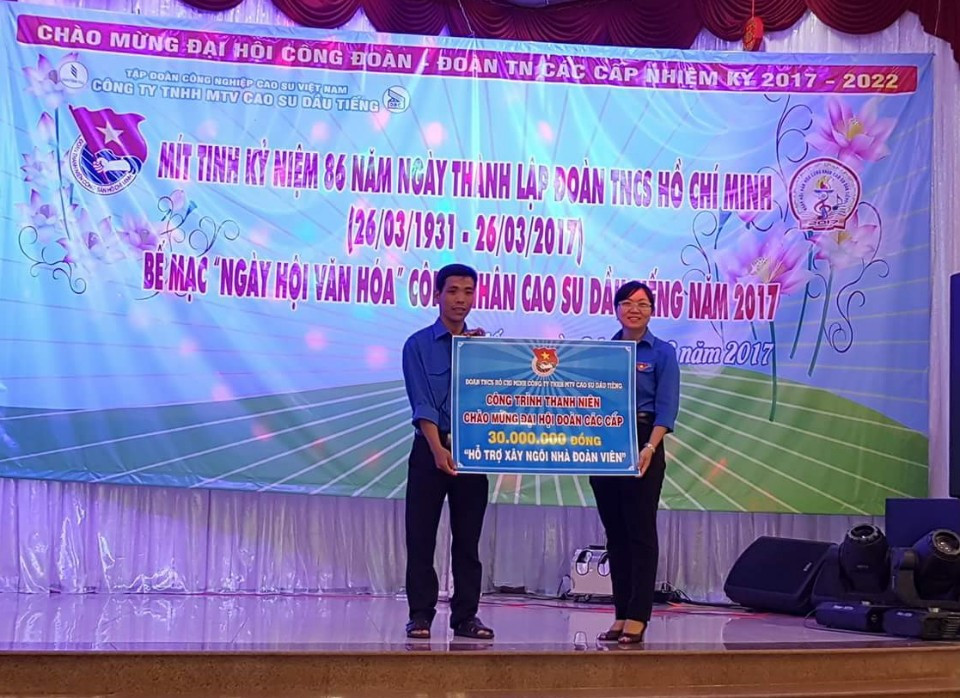 CHÀO MỪNG ĐẠI HỘI CÔNG ĐOÀN - ĐOÀN TN CÁC CẤP NHIỆM KỲ 2017 - 2022
TẬP ĐOÀN CÔNG NGHIỆP CAO SU VIỆT NAM
CÔNG TY TNHH MTV CAO SU DẦU TIẾNG
MÍT TINH KỶ NIỆM 86 NĂM NGÀY THÀNH LẬP ĐOÀN TNCS HỒ CHÍ MINH
(26/03/1931 - 26/03/2017)
BẾ MẠC "NGÀY HỘI VĂN HÓA" NHÂN CAO SU DẦU TIẾNG NĂM 2017
năm 2017
2017
ĐOÀN TNCS HỒ CHÍ MINH CÔNG TY TNHH MTV CAO SU DẦU TIẾNG
CÔNG TRÌNH THANH NIÊN
CHÀO MỪNG ĐẠI HỘI ĐOÀN CÁC CẤP
30.000.000 ĐỒNG
"HỖ TRỢ XÂY NGÔI NHÀ ĐOÀN VIÊN"